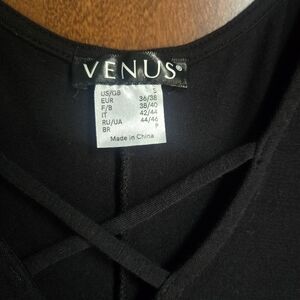 VENUS®
US/GB S
EUR 36/38
F/B 38/40
IT 42/44
RU/UA 44/46
BR P
Made in China